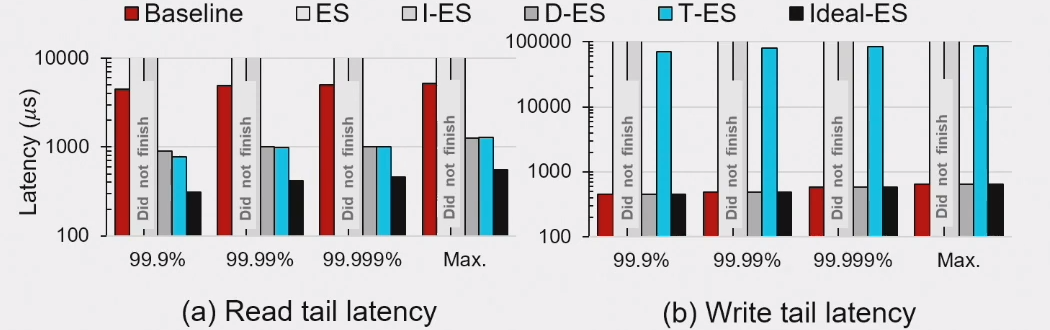 Baseline ES I-ES D-ES T-ES Ideal-ES
Latency (μs)
10000
1000
100
Did not finish
Did not finish
Did not finish
Did not finish
99.9% 99.99% 99.999% Max.
(a) Read tail latency
100000
10000
1000
100
Did not finish
Did not finish
Did not finish
Did not finish
99.9% 99.99% 99.999% Max.
(b) Write tail latency